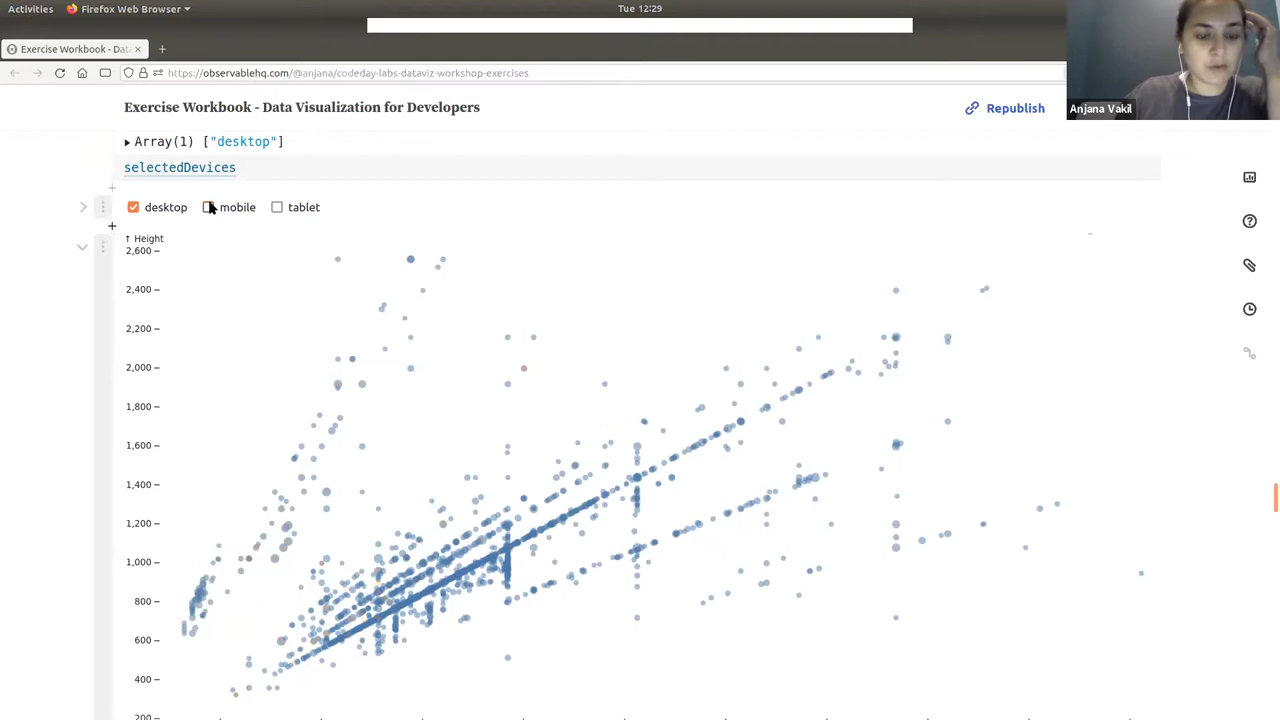 Activities
Firefox Web Browser
Tue 12:29
Exercise Workbook - Dat
https://observablehq.com/@anjana/codeday-labs-dataviz-workshop-exercises
Anjana Vakil
Exercise Workbook - Data Visualization for Developers
Republish
Array(1) ["desktop"]
selectedDevices
desktop
mobile
tablet
↑ Height
2,600
2,400
2,200
2,000
1,800
1,600
1,400
1,200
1,000
800
600
400
200